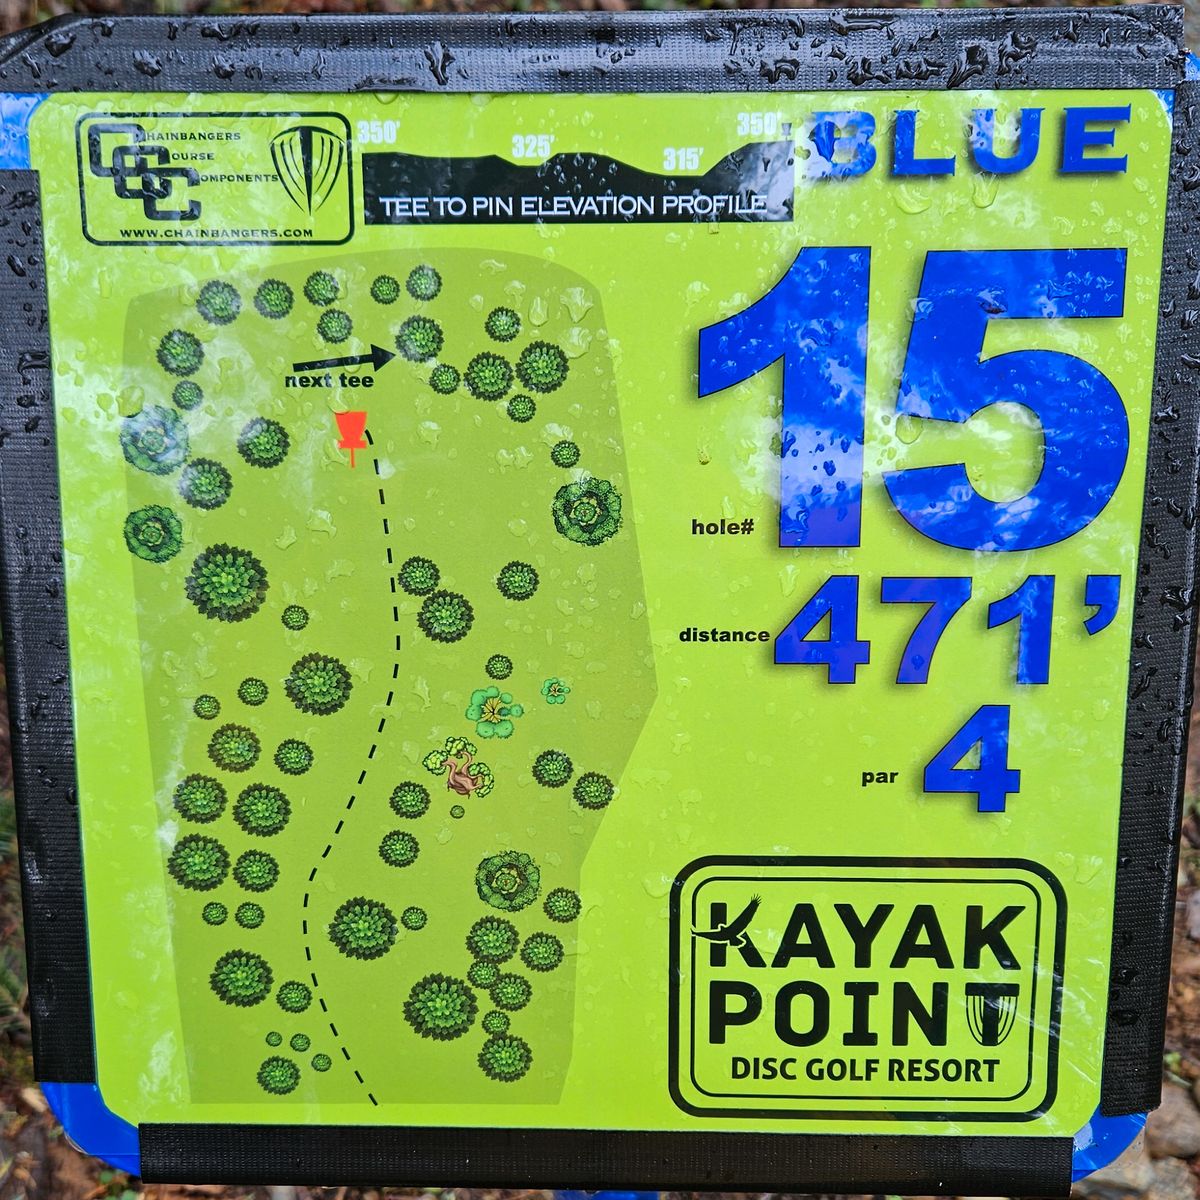 CHAINBANGERS
COURSE
COMPONENTS
WWW.CHAINBANGERS.COM
350' 325' 315' 350'
TEE TO PIN ELEVATION PROFILE
BLUE
next tee
hole# 15
distance 471'
par 4
KAYAK
POINT
DISC GOLF RESORT